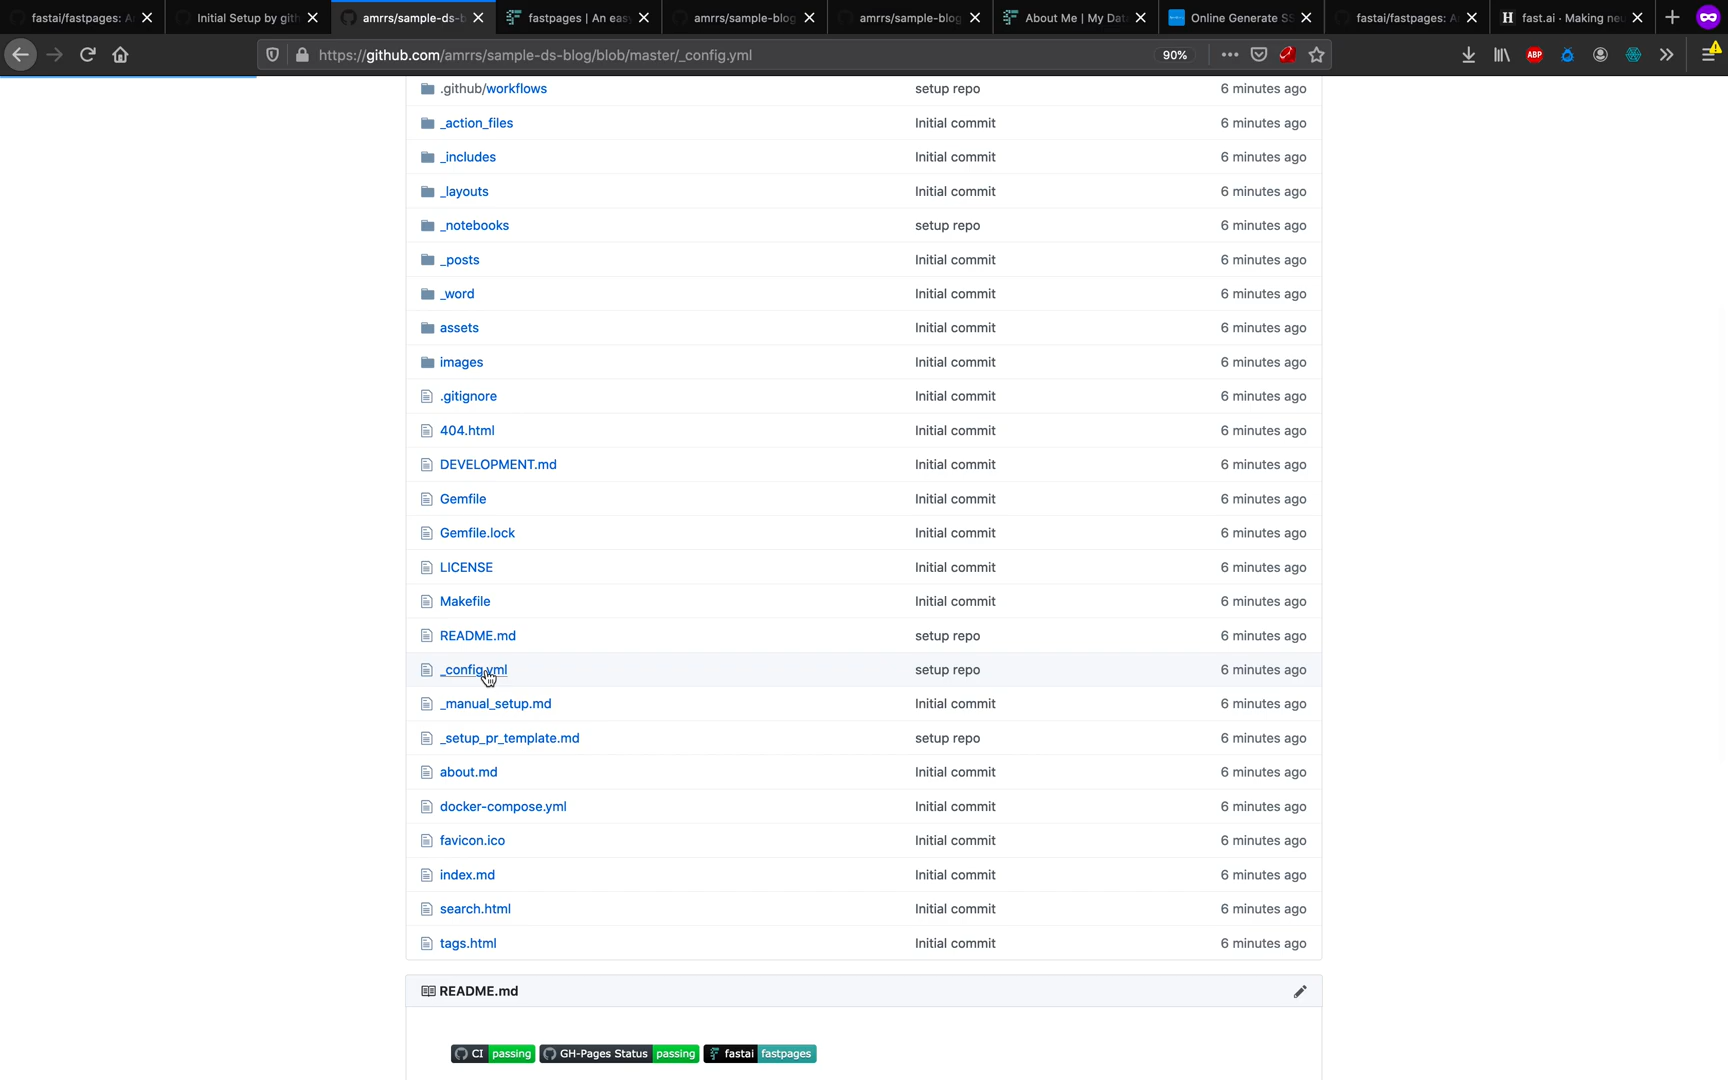 fastai/fastpages: A
Initial Setup by gith
amrrs/sample-ds-b
fastpages | An eas
amrrs/sample-blog
amrrs/sample-blog
About Me | My Dat
Online Generate SS
fastai/fastpages: A
H fast.ai · Making neu
https://github.com/amrrs/sample-ds-blog/blob/master/_config.yml
90%
ABP
.github/workflows setup repo 6 minutes ago
_action_files Initial commit 6 minutes ago
_includes Initial commit 6 minutes ago
_layouts Initial commit 6 minutes ago
_notebooks setup repo 6 minutes ago
_posts Initial commit 6 minutes ago
_word Initial commit 6 minutes ago
assets Initial commit 6 minutes ago
images Initial commit 6 minutes ago
.gitignore Initial commit 6 minutes ago
404.html Initial commit 6 minutes ago
DEVELOPMENT.md Initial commit 6 minutes ago
Gemfile Initial commit 6 minutes ago
Gemfile.lock Initial commit 6 minutes ago
LICENSE Initial commit 6 minutes ago
Makefile Initial commit 6 minutes ago
README.md setup repo 6 minutes ago
_config.yml setup repo 6 minutes ago
_manual_setup.md Initial commit 6 minutes ago
_setup_pr_template.md setup repo 6 minutes ago
about.md Initial commit 6 minutes ago
docker-compose.yml Initial commit 6 minutes ago
favicon.ico Initial commit 6 minutes ago
index.md Initial commit 6 minutes ago
search.html Initial commit 6 minutes ago
tags.html Initial commit 6 minutes ago
README.md
CI passing GH-Pages Status passing fastai fastpages